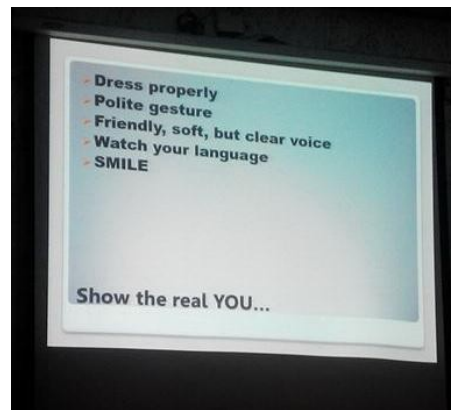 Dress properly
Polite gesture
Friendly, soft, but clear voice
Watch your language
SMILE
Show the real YOU...